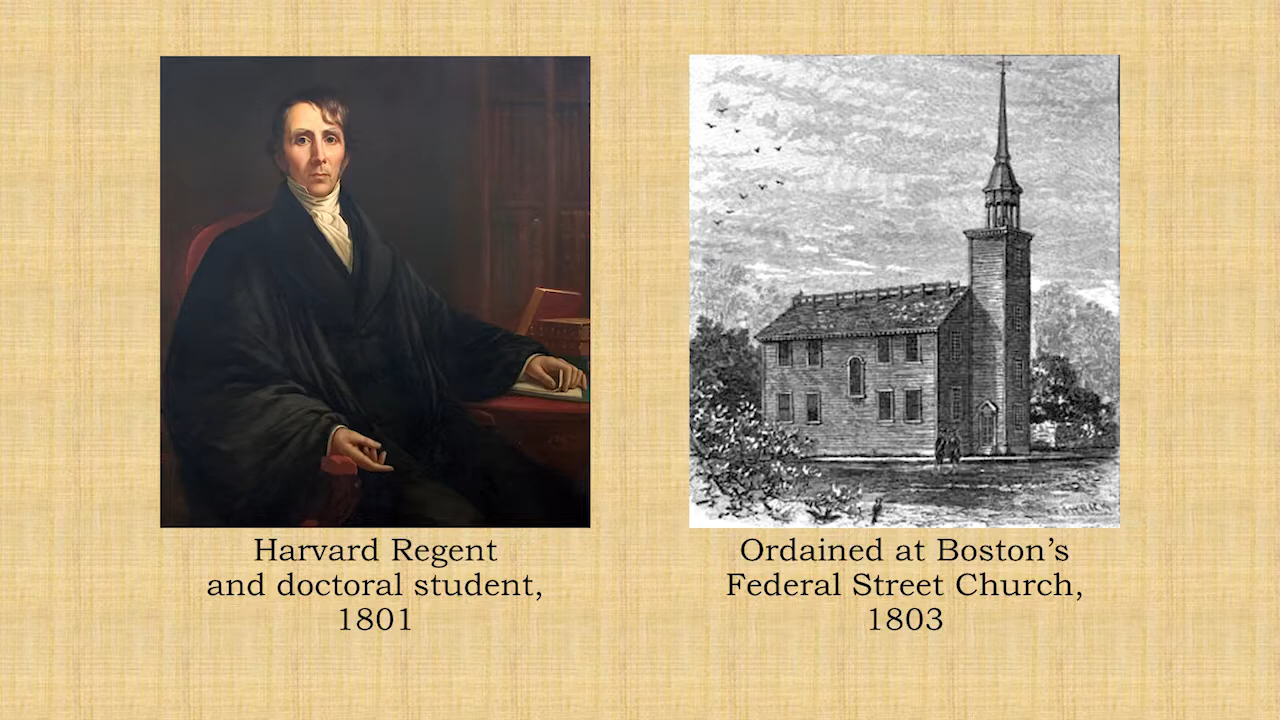 Harvard Regent
and doctoral student,
1801
Ordained at Boston’s
Federal Street Church,
1803